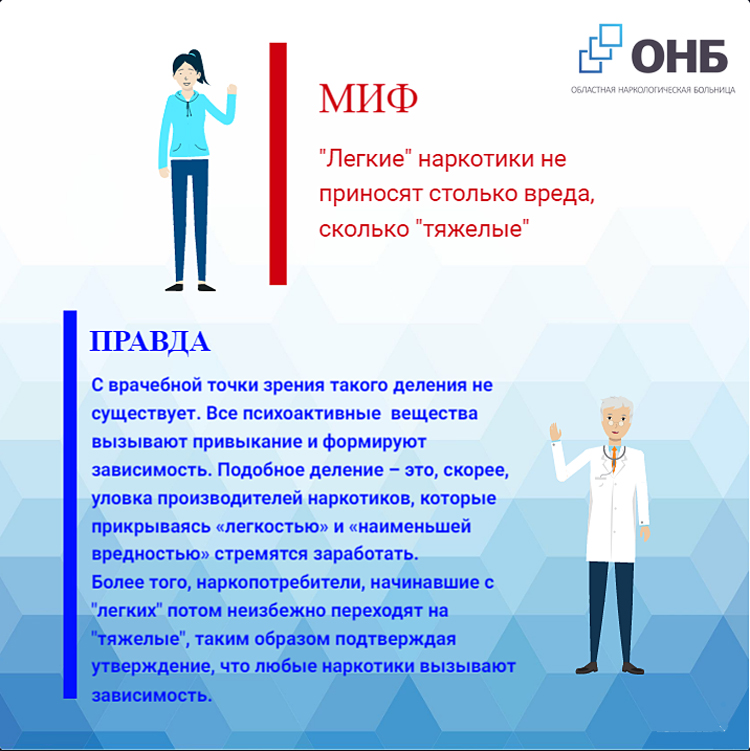 ОНБ
ОБЛАСТНАЯ НАРКОЛОГИЧЕСКАЯ БОЛЬНИЦА
МИФ
"Легкие" наркотики не
приносят столько вреда,
сколько "тяжелые"
ПРАВДА
С врачебной точки зрения такого деления не
существует. Все психоактивные вещества
вызывают привыкание и формируют
зависимость. Подобное деление – это, скорее,
уловка производителей наркотиков, которые
прикрываясь «легкостью» и «наименьшей
вредностью» стремятся заработать.
Более того, наркопотребители, начинавшие с
"легких" потом неизбежно переходят на
"тяжелые", таким образом подтверждая
утверждение, что любые наркотики вызывают
зависимость.